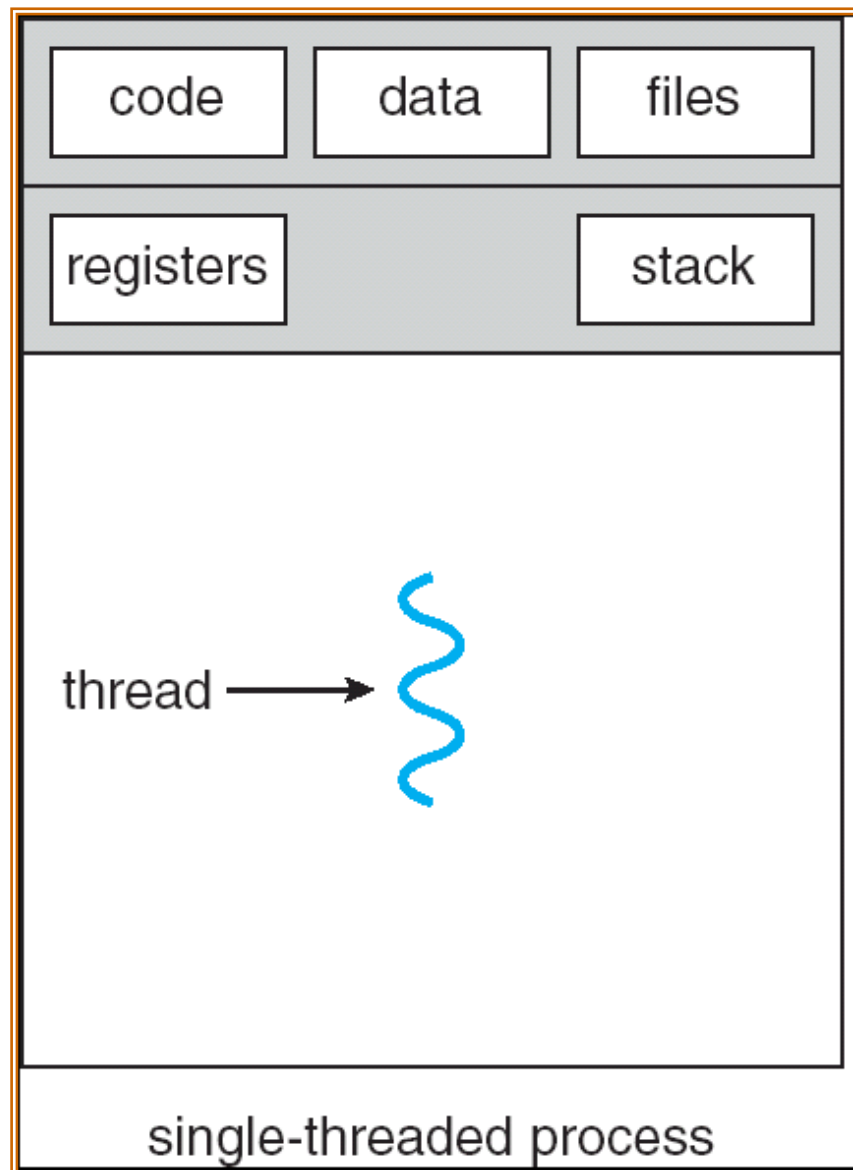 code data files
registers stack
thread
single-threaded process